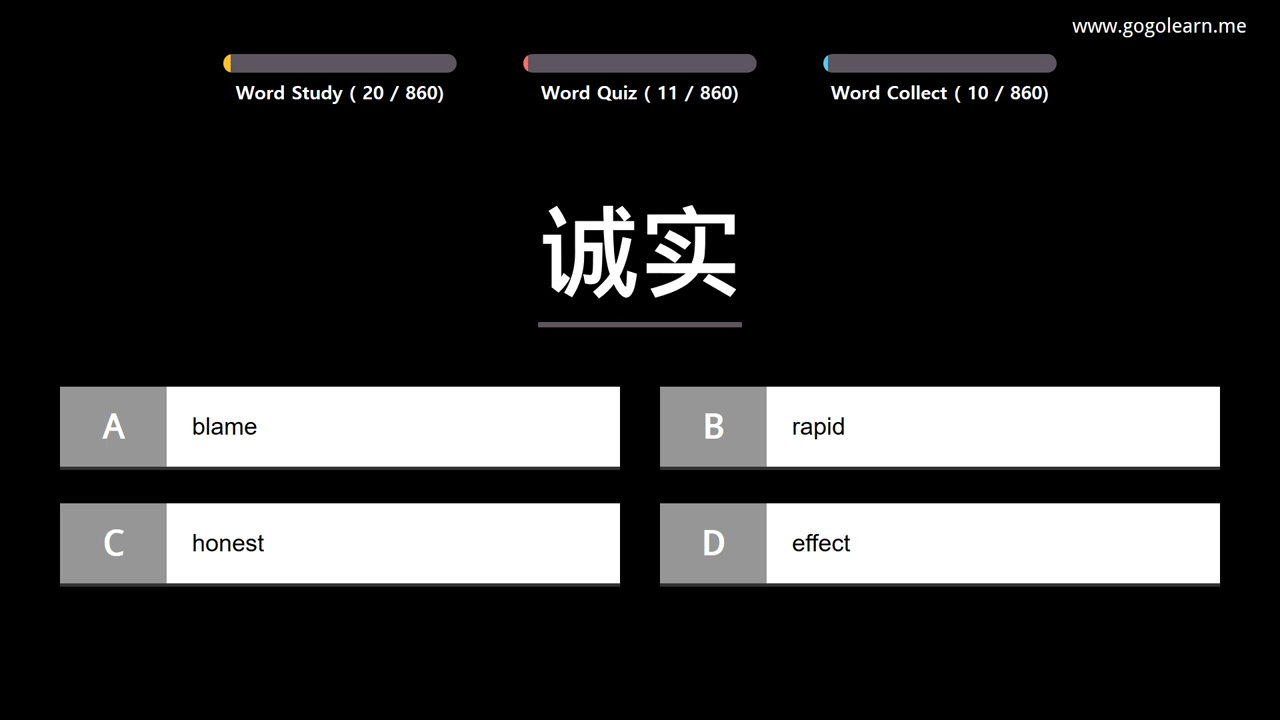 www.gogolearn.me
Word Study ( 20 / 860)
Word Quiz ( 11 / 860)
Word Collect ( 10 / 860)
诚实
A blame
B rapid
C honest
D effect